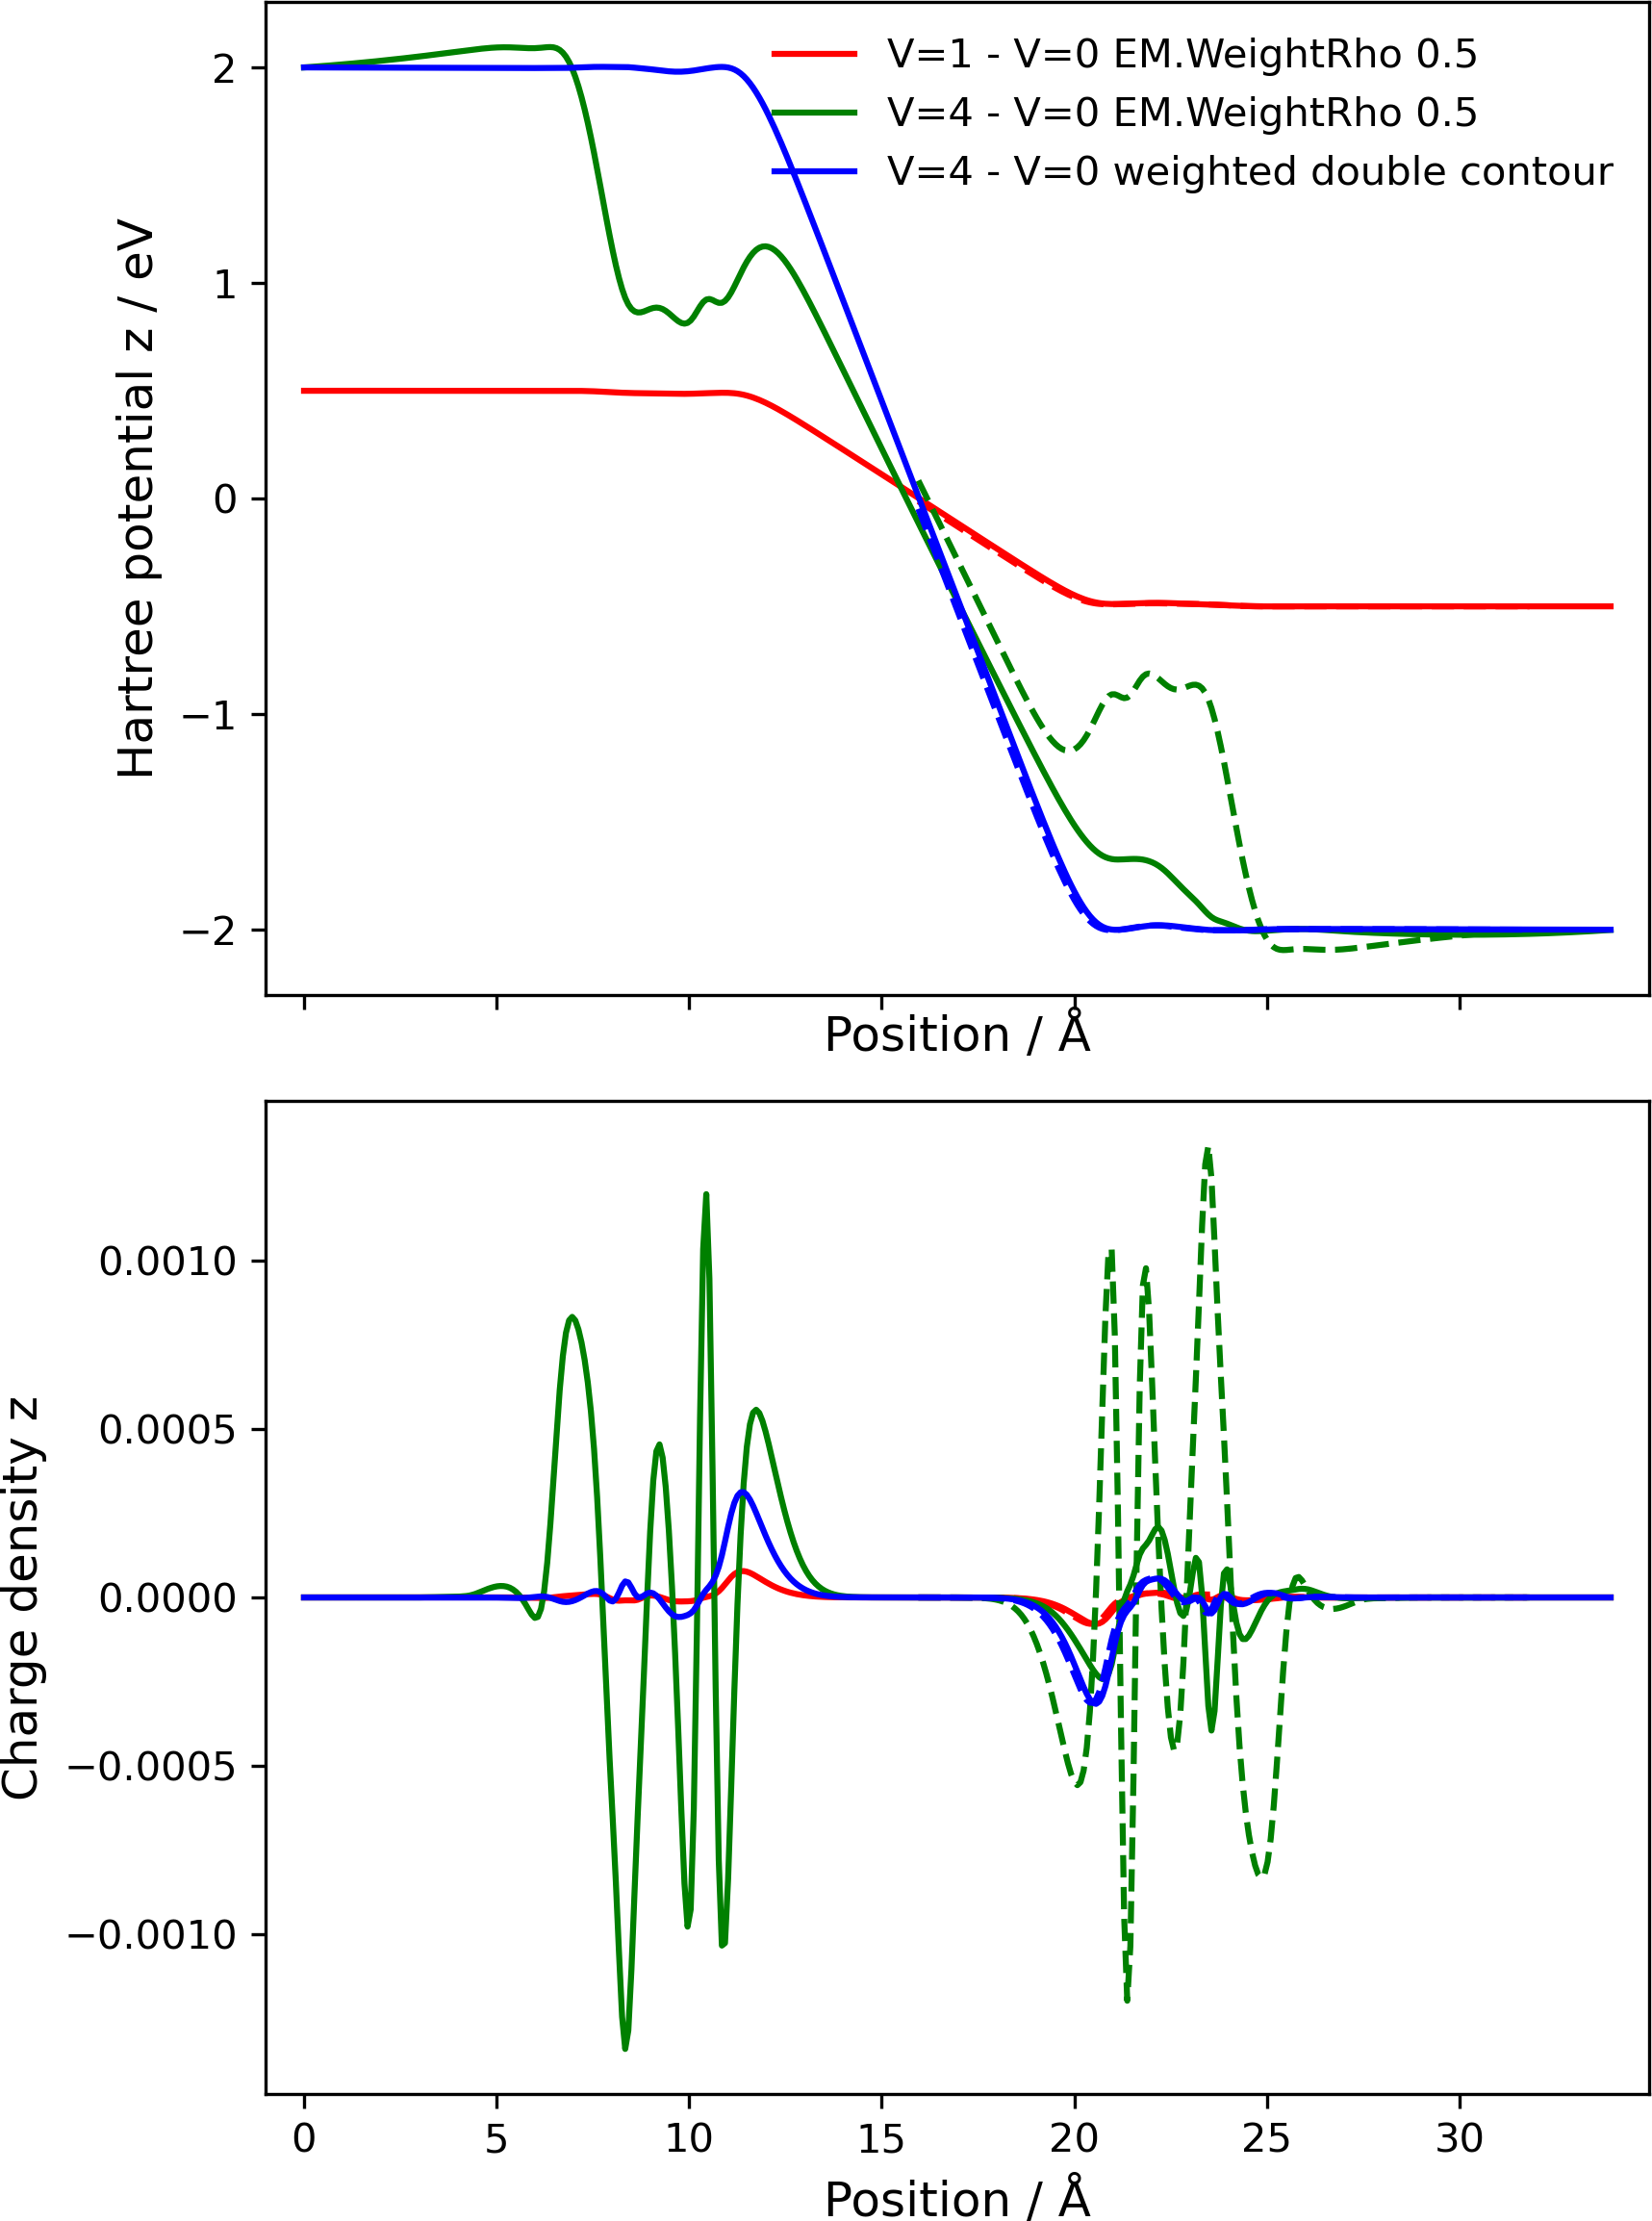 V=1 - V=0 EM.WeightRho 0.5
V=4 - V=0 EM.WeightRho 0.5
V=4 - V=0 weighted double contour
Hartree potential z / eV
2
1
0
−1
−2
Position / Å
Charge density z
0.0010
0.0005
0.0000
−0.0005
−0.0010
0 5 10 15 20 25 30
Position / Å